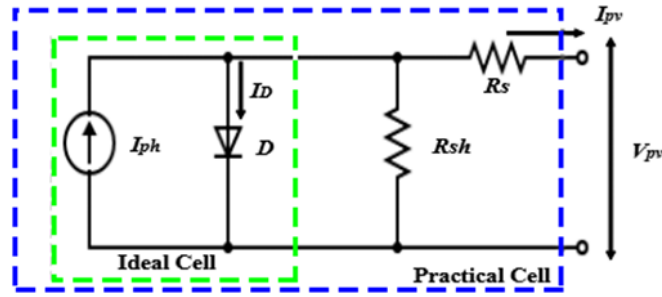 Ipv
Rs
ID
Iph
D
Rsh
Vpv
Ideal Cell
Practical Cell